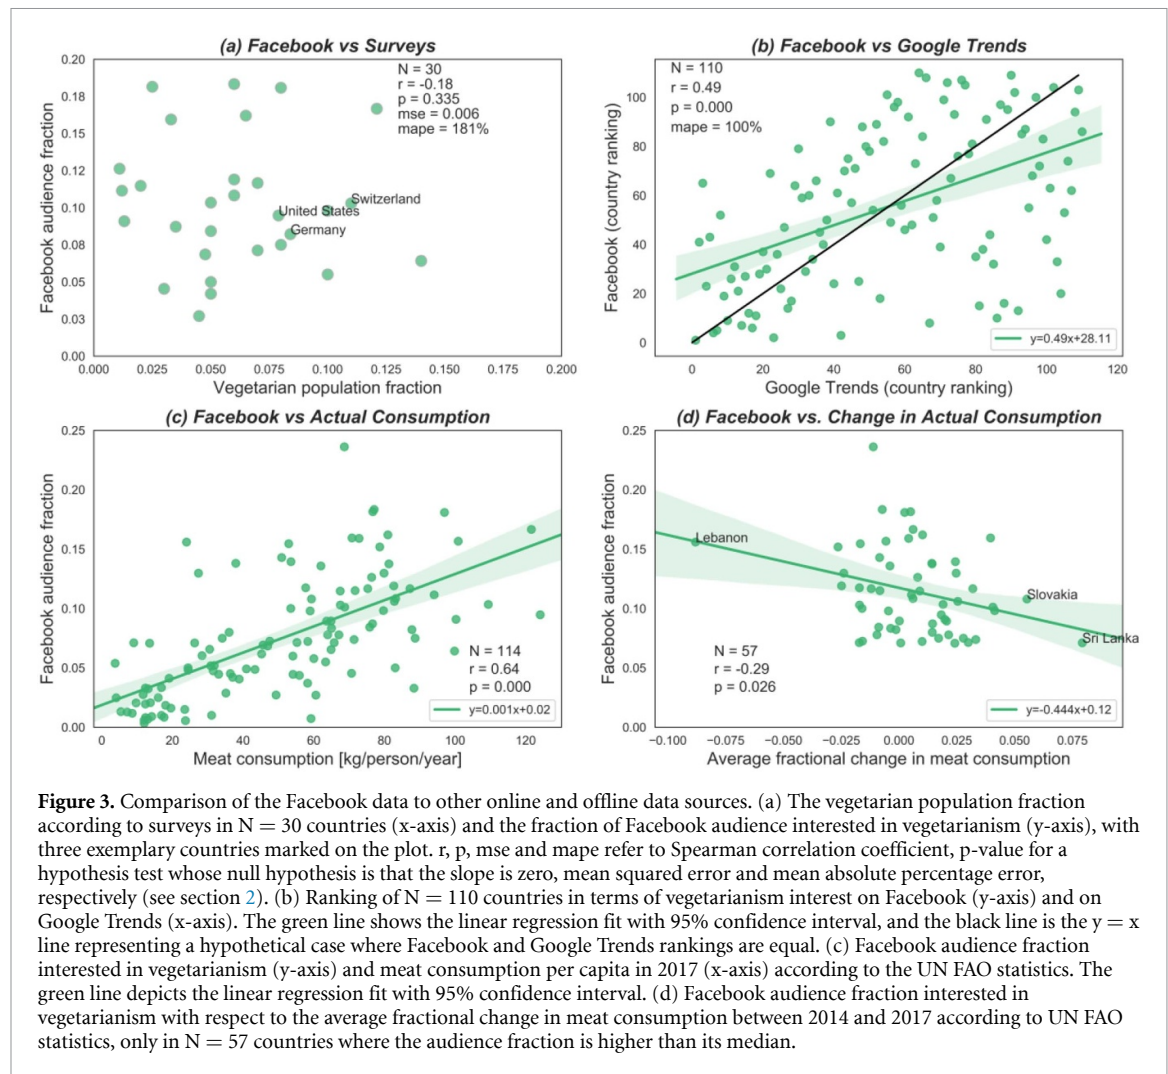 (a) Facebook vs Surveys
0.20
0.18
0.15
0.12
0.10
0.08
0.05
0.03
0.00
Facebook audience fraction
N = 30
r = -0.18
p = 0.335
mse = 0.006
mape = 181%
Switzerland
United States
Germany
0.000 0.025 0.050 0.075 0.100 0.125 0.150 0.175 0.200
Vegetarian population fraction
(b) Facebook vs Google Trends
100
80
60
40
20
0
Facebook (country ranking)
N = 110
r = 0.49
p = 0.000
mape = 100%
y=0.49x+28.11
0 20 40 60 80 100 120
Google Trends (country ranking)
(c) Facebook vs Actual Consumption
0.25
0.20
0.15
0.10
0.05
0.00
Facebook audience fraction
N = 114
r = 0.64
p = 0.000
y=0.001x+0.02
0 20 40 60 80 100 120
Meat consumption [kg/person/year]
(d) Facebook vs. Change in Actual Consumption
0.25
0.20
0.15
0.10
0.05
0.00
Facebook audience fraction
Lebanon
Slovakia
Sri Lanka
N = 57
r = -0.29
p = 0.026
y=-0.444x+0.12
−0.100 −0.075 −0.050 −0.025 0.000 0.025 0.050 0.075
Average fractional change in meat consumption
Figure 3. Comparison of the Facebook data to other online and offline data sources. (a) The vegetarian population fraction
according to surveys in N = 30 countries (x-axis) and the fraction of Facebook audience interested in vegetarianism (y-axis), with
three exemplary countries marked on the plot. r, p, mse and mape refer to Spearman correlation coefficient, p-value for a
hypothesis test whose null hypothesis is that the slope is zero, mean squared error and mean absolute percentage error,
respectively (see section 2). (b) Ranking of N = 110 countries in terms of vegetarianism interest on Facebook (y-axis) and on
Google Trends (x-axis). The green line shows the linear regression fit with 95% confidence interval, and the black line is the y = x
line representing a hypothetical case where Facebook and Google Trends rankings are equal. (c) Facebook audience fraction
interested in vegetarianism (y-axis) and meat consumption per capita in 2017 (x-axis) according to the UN FAO statistics. The
green line depicts the linear regression fit with 95% confidence interval. (d) Facebook audience fraction interested in
vegetarianism with respect to the average fractional change in meat consumption between 2014 and 2017 according to UN FAO
statistics, only in N = 57 countries where the audience fraction is higher than its median.